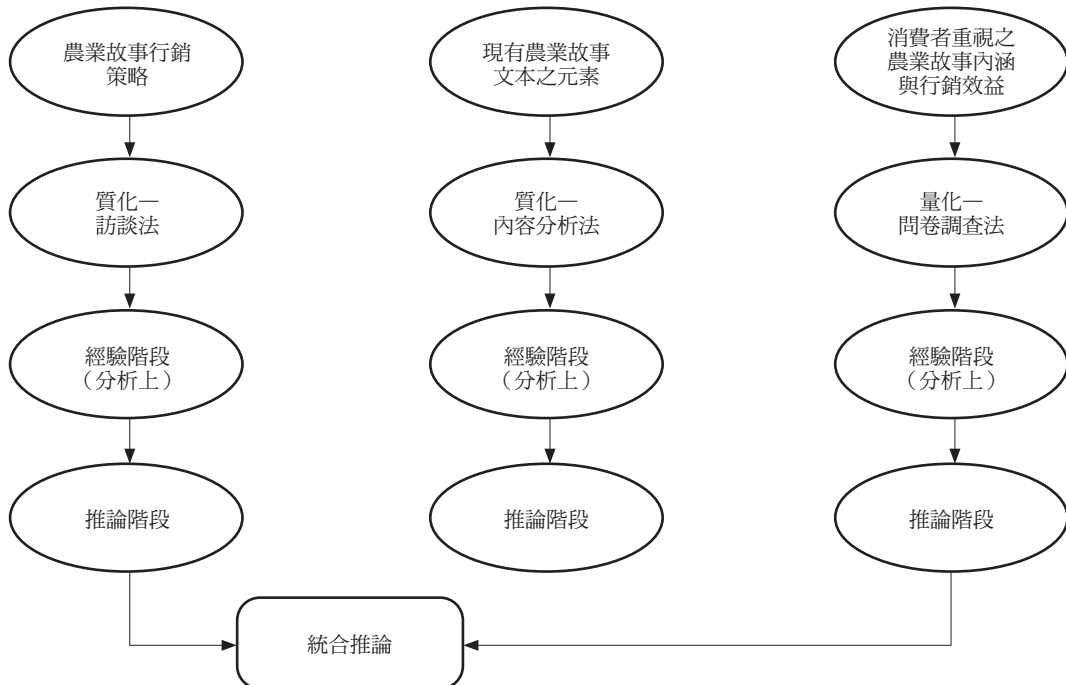 農業故事行銷
策略
現有農業故事
文本之元素
消費者重視之
農業故事內涵
與行銷效益
質化—
訪談法
質化—
內容分析法
量化—
問卷調查法
經驗階段
（分析上）
經驗階段
（分析上）
經驗階段
（分析上）
推論階段
推論階段
推論階段
統合推論